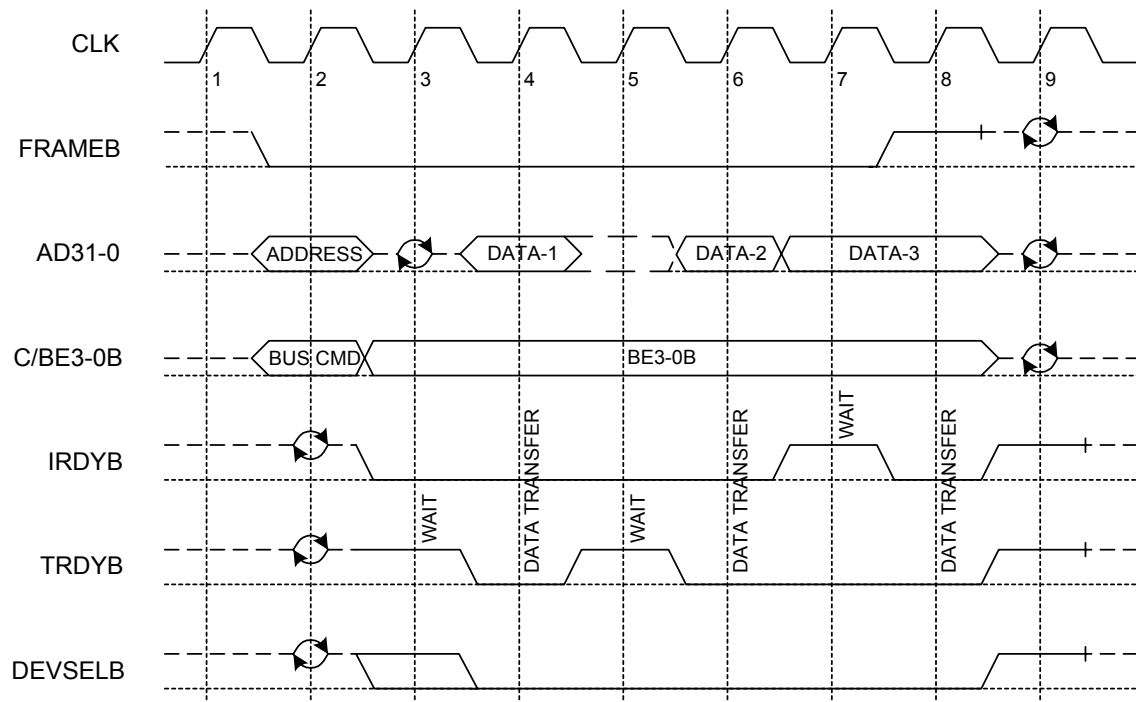 CLK
1 2 3 4 5 6 7 8 9
FRAMEB
AD31-0
ADDRESS
DATA-1
DATA-2
DATA-3
C/BE3-0B
BUS CMD
BE3-0B
IRDYB
DATA TRANSFER
DATA TRANSFER
WAIT
DATA TRANSFER
TRDYB
WAIT
WAIT
DEVSELB